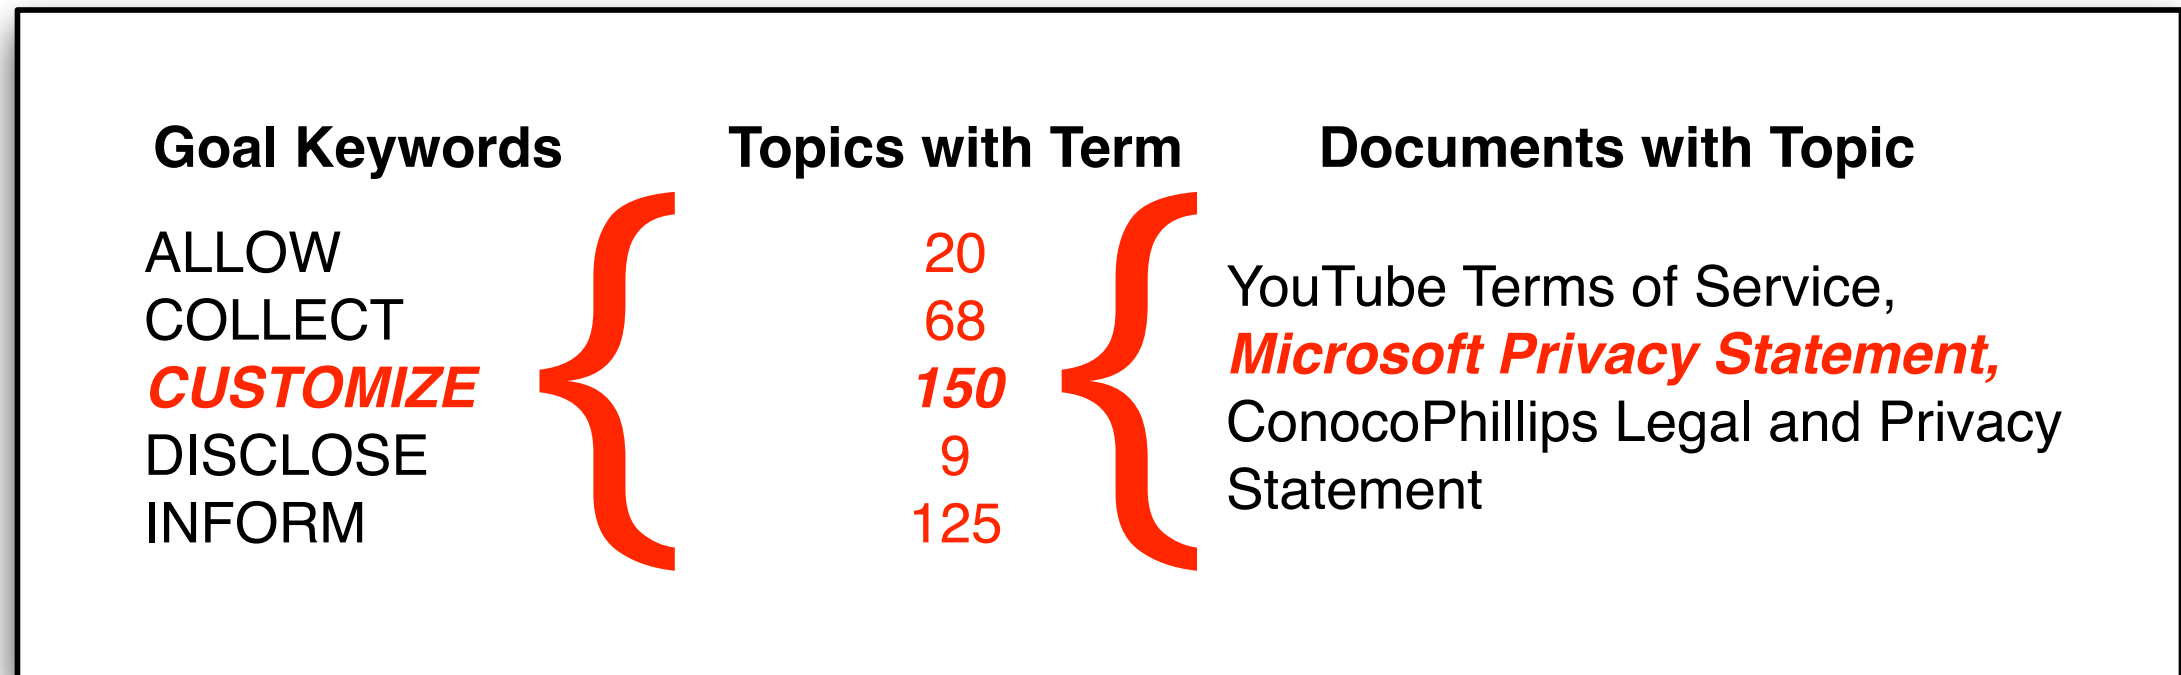 Goal Keywords
ALLOW
COLLECT
CUSTOMIZE
DISCLOSE
INFORM
Topics with Term
20
68
150
9
125
Documents with Topic
YouTube Terms of Service,
Microsoft Privacy Statement,
ConocoPhillips Legal and Privacy
Statement